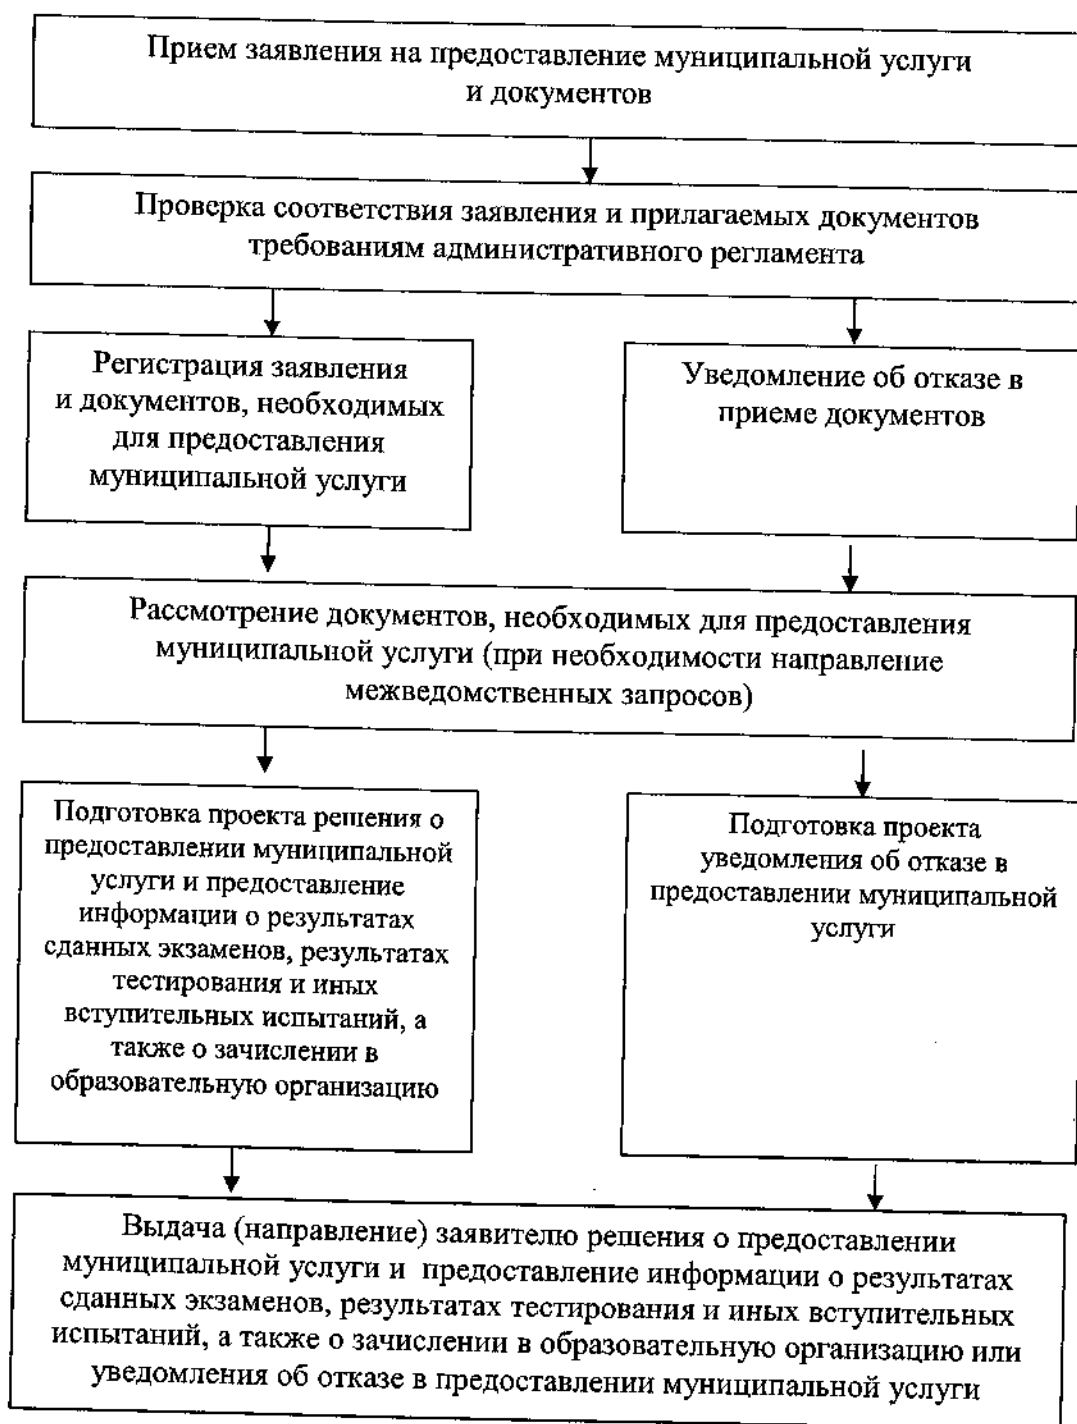 Прием заявления на предоставление муниципальной услуги
и документов
Проверка соответствия заявления и прилагаемых документов
требованиям административного регламента
Регистрация заявления
и документов, необходимых
для предоставления
муниципальной услуги
Уведомление об отказе в
приеме документов
Рассмотрение документов, необходимых для предоставления
муниципальной услуги (при необходимости направление
межведомственных запросов)
Подготовка проекта решения о
предоставлении муниципальной
услуги и предоставление
информации о результатах
сданных экзаменов, результатах
тестирования и иных
вступительных испытаний, а
также о зачислении в
образовательную организацию
Подготовка проекта
уведомления об отказе в
предоставлении муниципальной
услуги
Выдача (направление) заявителю решения о предоставлении
муниципальной услуги и предоставление информации о результатах
сданных экзаменов, результатах тестирования и иных вступительных
испытаний, а также о зачислении в образовательную организацию или
уведомления об отказе в предоставлении муниципальной услуги